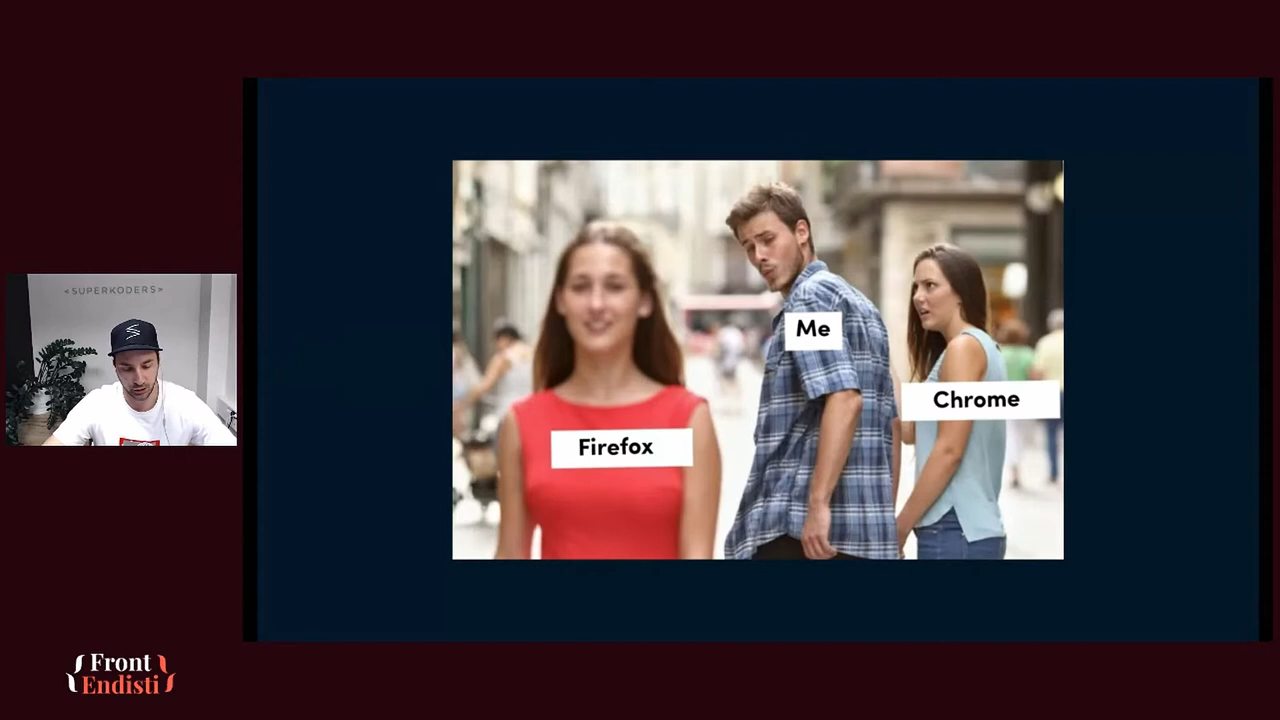 <SUPERKODERS>
Me
Chrome
Firefox
{Front
Endisti}